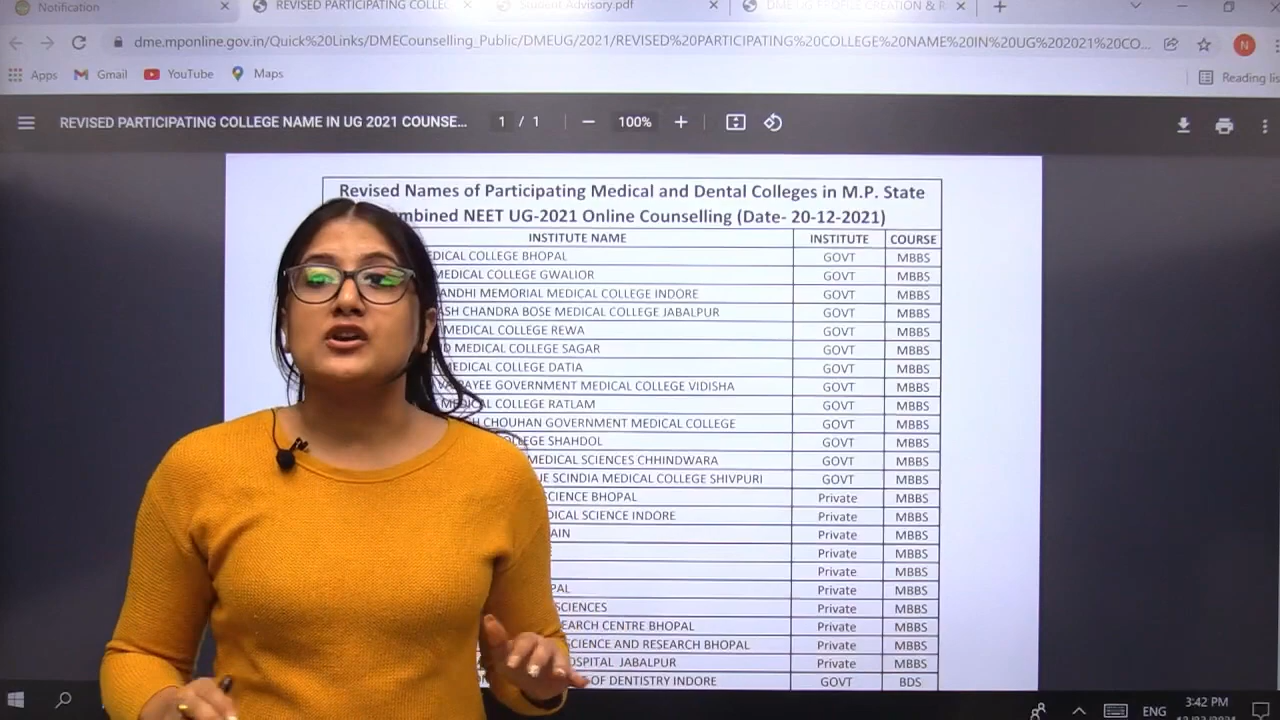 Notification
REVISED PARTICIPATING COLLEC
Student Advisory.pdf
DME UG PROFILE CREATION & R
dme.mponline.gov.in/Quick%20Links/DMECounselling_Public/DMEUG/2021/REVISED%20PARTICIPATING%20COLLEGE%20NAME%20IN%20UG%202021%20CO...
N
Apps
Gmail
YouTube
Maps
Reading lis
REVISED PARTICIPATING COLLEGE NAME IN UG 2021 COUNSE...
1 / 1
100%
Revised Names of Participating Medical and Dental Colleges in M.P. State
mbined NEET UG-2021 Online Counselling (Date- 20-12-2021)
INSTITUTE NAME INSTITUTE COURSE
EDICAL COLLEGE BHOPAL GOVT MBBS
MEDICAL COLLEGE GWALIOR GOVT MBBS
ANDHI MEMORIAL MEDICAL COLLEGE INDORE GOVT MBBS
ASH CHANDRA BOSE MEDICAL COLLEGE JABALPUR GOVT MBBS
MEDICAL COLLEGE REWA GOVT MBBS
D MEDICAL COLLEGE SAGAR GOVT MBBS
MEDICAL COLLEGE DATIA GOVT MBBS
VAJPAYEE GOVERNMENT MEDICAL COLLEGE VIDISHA GOVT MBBS
MEDICAL COLLEGE RATLAM GOVT MBBS
H CHOUHAN GOVERNMENT MEDICAL COLLEGE GOVT MBBS
OLLEGE SHAHDOL GOVT MBBS
MEDICAL SCIENCES CHHINDWARA GOVT MBBS
JE SCINDIA MEDICAL COLLEGE SHIVPURI GOVT MBBS
SCIENCE BHOPAL Private MBBS
DICAL SCIENCE INDORE Private MBBS
AIN Private MBBS
Private MBBS
Private MBBS
PAL Private MBBS
SCIENCES Private MBBS
EARCH CENTRE BHOPAL Private MBBS
SCIENCE AND RESEARCH BHOPAL Private MBBS
OSPITAL JABALPUR Private MBBS
OF DENTISTRY INDORE GOVT BDS
ENG
3:42 PM